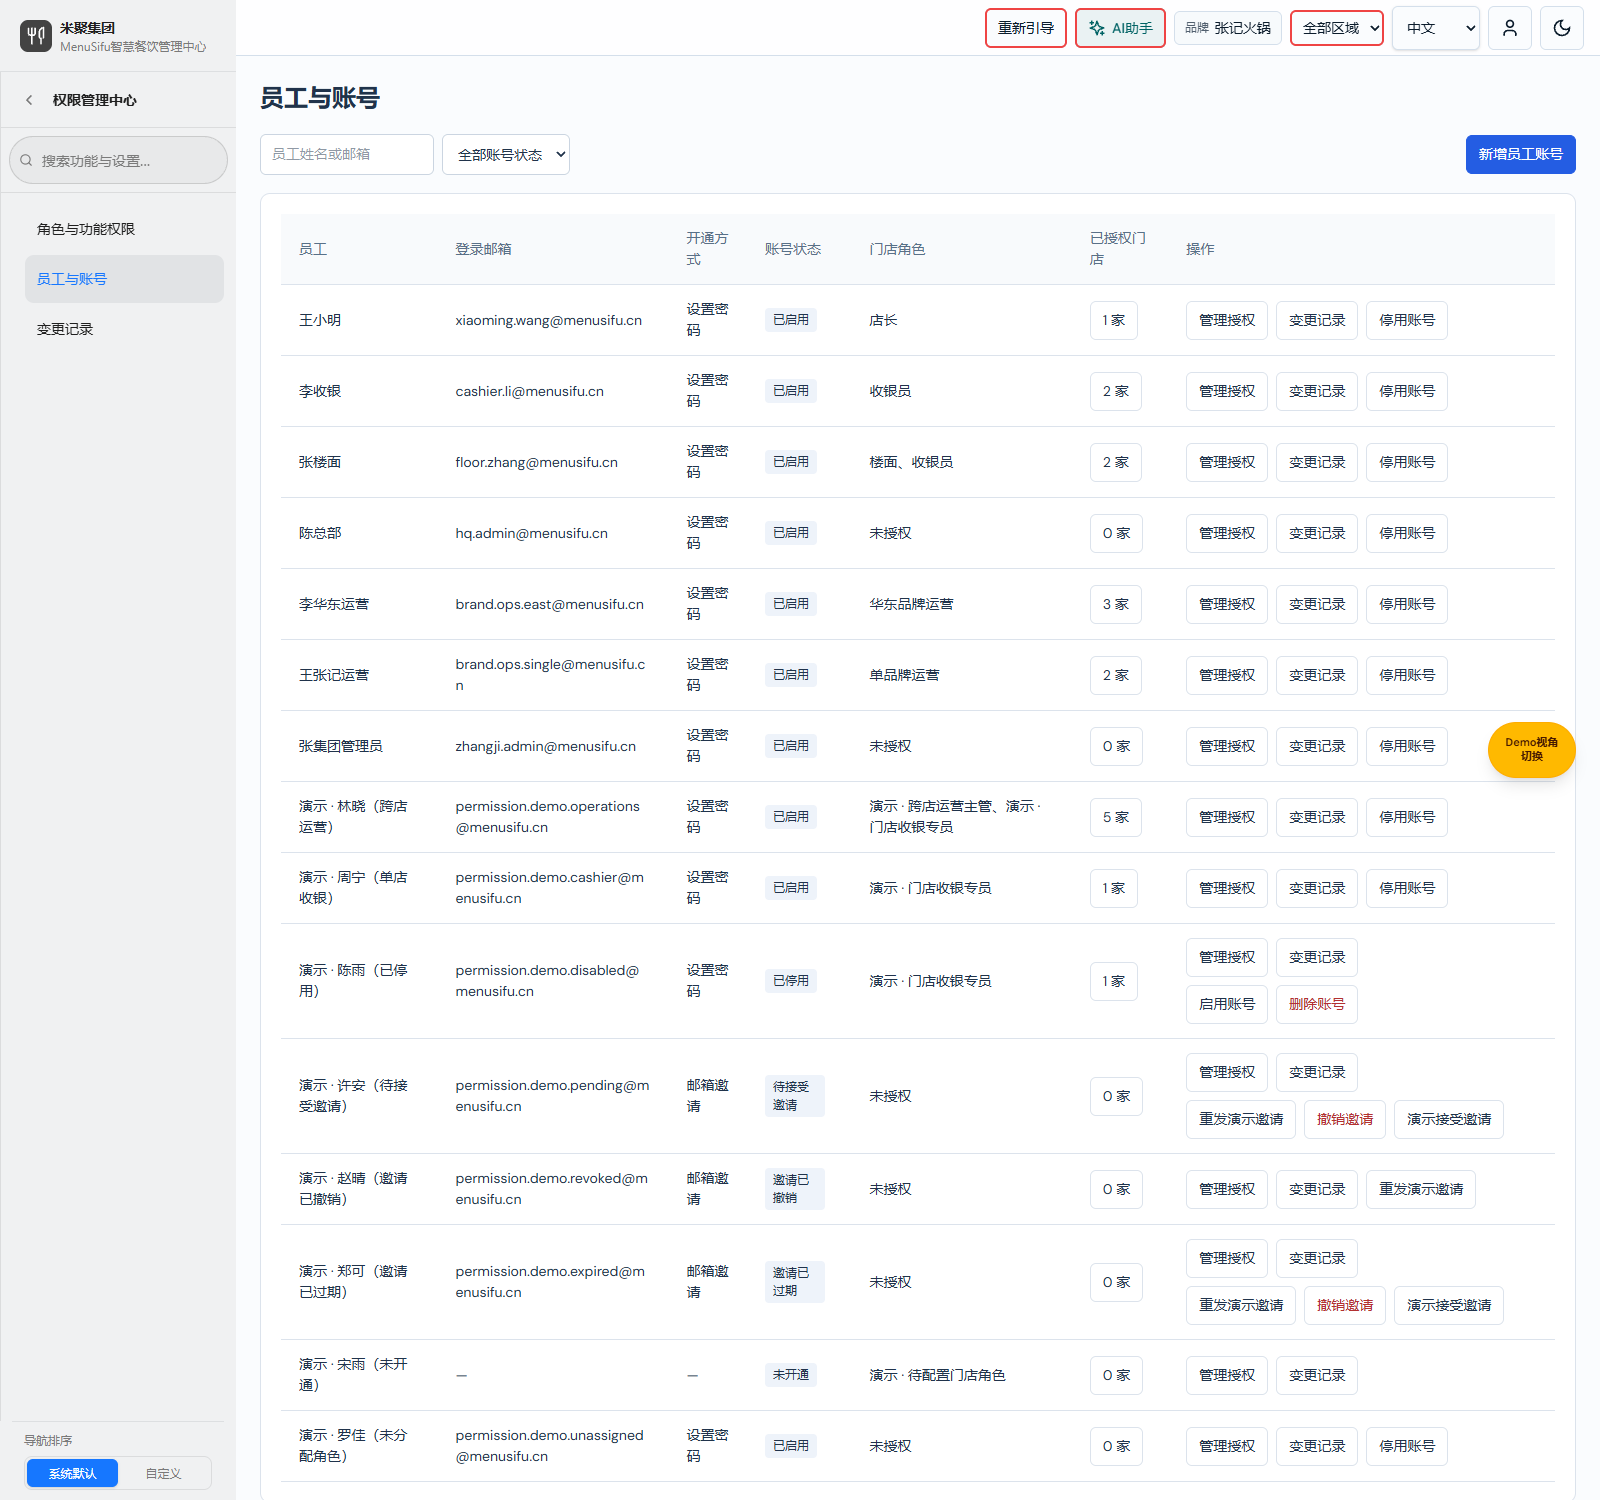 米聚集团
MenuSifu智慧餐饮管理中心
重新引导
AI助手
品牌 张记火锅
全部区域
中文
权限管理中心
搜索功能与设置...
角色与功能权限
员工与账号
变更记录
导航排序
系统默认
自定义
员工与账号
员工姓名或邮箱
全部账号状态
新增员工账号
员工
登录邮箱
开通方
式
账号状态
门店角色
已授权门
店
操作
王小明
xiaoming.wang@menusifu.cn
设置密
码
已启用
店长
1 家
管理授权
变更记录
停用账号
李收银
cashier.li@menusifu.cn
设置密
码
已启用
收银员
2 家
管理授权
变更记录
停用账号
张楼面
floor.zhang@menusifu.cn
设置密
码
已启用
楼面、收银员
2 家
管理授权
变更记录
停用账号
陈总部
hq.admin@menusifu.cn
设置密
码
已启用
未授权
0 家
管理授权
变更记录
停用账号
李华东运营
brand.ops.east@menusifu.cn
设置密
码
已启用
华东品牌运营
3 家
管理授权
变更记录
停用账号
王张记运营
brand.ops.single@menusifu.c
n
设置密
码
已启用
单品牌运营
2 家
管理授权
变更记录
停用账号
张集团管理员
zhangji.admin@menusifu.cn
设置密
码
已启用
未授权
0 家
管理授权
变更记录
停用账号
Demo视角
切换
演示 · 林晓（跨店
运营）
permission.demo.operations
@menusifu.cn
设置密
码
已启用
演示 · 跨店运营主管、演示 ·
门店收银专员
5 家
管理授权
变更记录
停用账号
演示 · 周宁（单店
收银）
permission.demo.cashier@m
enusifu.cn
设置密
码
已启用
演示 · 门店收银专员
1 家
管理授权
变更记录
停用账号
演示 · 陈雨（已停
用）
permission.demo.disabled@
menusifu.cn
设置密
码
已停用
演示 · 门店收银专员
1 家
管理授权
变更记录
启用账号
删除账号
演示 · 许安（待接
受邀请）
permission.demo.pending@m
enusifu.cn
邮箱邀
请
待接受
邀请
未授权
0 家
管理授权
变更记录
重发演示邀请
撤销邀请
演示接受邀请
演示 · 赵晴（邀请
已撤销）
permission.demo.revoked@m
enusifu.cn
邮箱邀
请
邀请已
撤销
未授权
0 家
管理授权
变更记录
重发演示邀请
演示 · 郑可（邀请
已过期）
permission.demo.expired@m
enusifu.cn
邮箱邀
请
邀请已
过期
未授权
0 家
管理授权
变更记录
重发演示邀请
撤销邀请
演示接受邀请
演示 · 宋雨（未开
通）
—
—
未开通
演示 · 待配置门店角色
0 家
管理授权
变更记录
演示 · 罗佳（未分
配角色）
permission.demo.unassigned
@menusifu.cn
设置密
码
已启用
未授权
0 家
管理授权
变更记录
停用账号